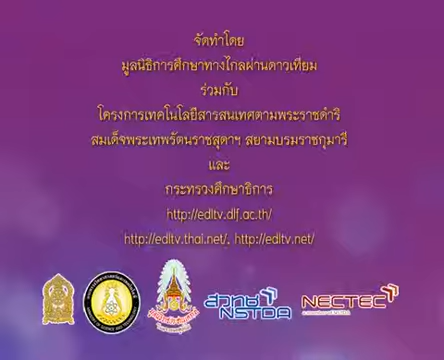 จัดทำโดย
มูลนิธิการศึกษาทางไกลผ่านดาวเทียม
ร่วมกับ
โครงการเทคโนโลยีสารสนเทศตามพระราชดำริ
สมเด็จพระเทพรัตนราชสุดาฯ สยามบรมราชกุมารี
และ
กระทรวงศึกษาธิการ
http://edltv.dlf.ac.th/
http://edltv.thai.net/, http://edltv.net/
สวทช NECTEC
NSTDA